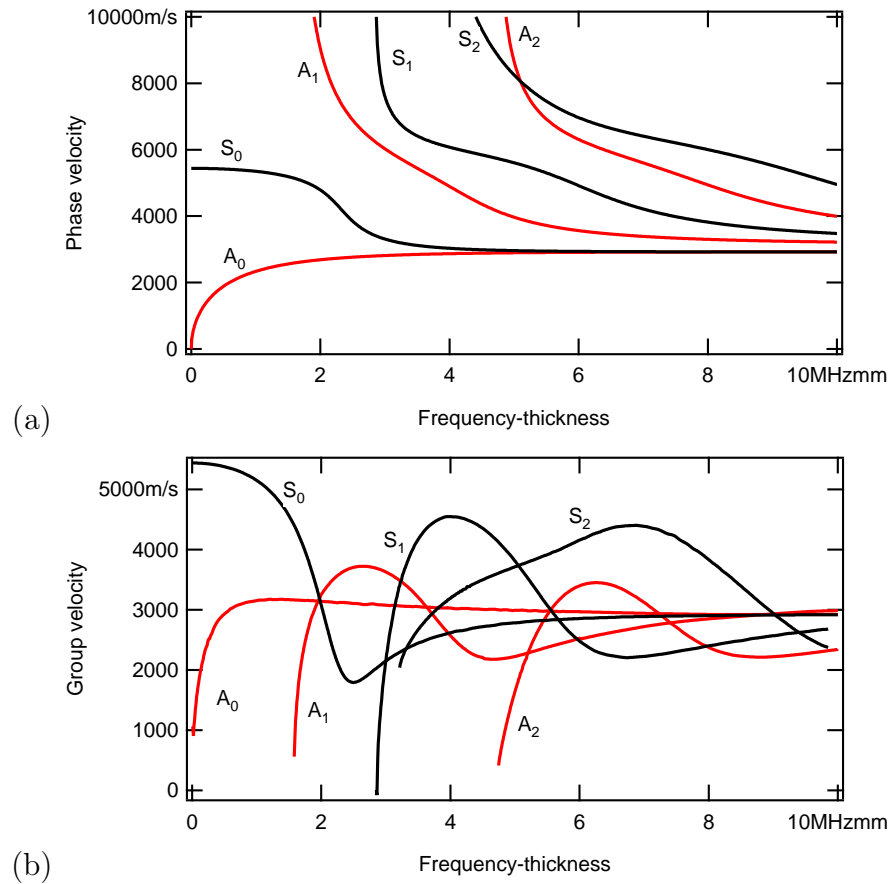 10000m/s
8000
6000
4000
2000
0
Phase velocity
S0
A0
A1
S1
S2
A2
0 2 4 6 8 10MHzmm
Frequency-thickness
(a)
5000m/s
4000
3000
2000
1000
0
Group velocity
S0
S1
S2
A0
A1
A2
0 2 4 6 8 10MHzmm
Frequency-thickness
(b)